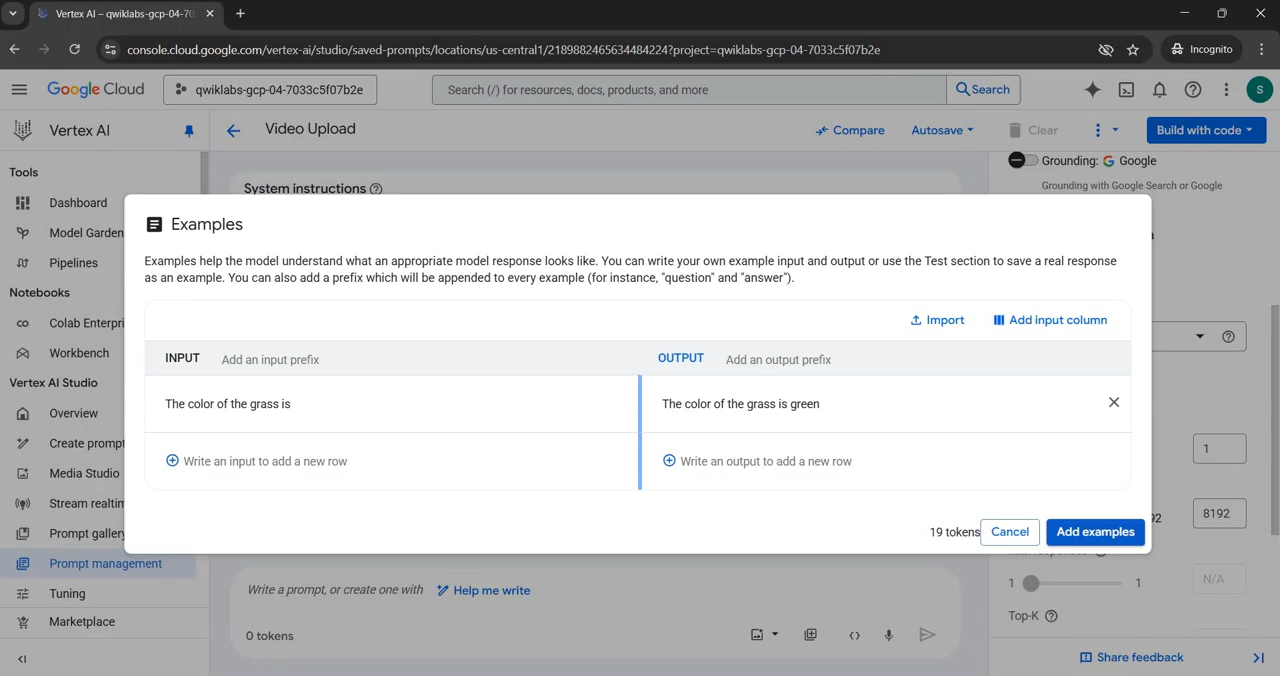 Vertex AI – qwiklabs-gcp-04-70
console.cloud.google.com/vertex-ai/studio/saved-prompts/locations/us-central1/2189882465634484224?project=qwiklabs-gcp-04-7033c5f07b2e
Incognito
Google Cloud
qwiklabs-gcp-04-7033c5f07b2e
Search (/) for resources, docs, products, and more
Search
S
Vertex AI
Video Upload
Compare
Autosave
Clear
Build with code
Tools
Dashboard
Model Garden
Pipelines
Notebooks
Colab Enterpri
Workbench
Vertex AI Studio
Overview
Create prompt
Media Studio
Stream realtim
Prompt gallery
Prompt management
Tuning
Marketplace
System instructions
Grounding: Google
Grounding with Google Search or Google
Examples
Examples help the model understand what an appropriate model response looks like. You can write your own example input and output or use the Test section to save a real response
as an example. You can also add a prefix which will be appended to every example (for instance, "question" and "answer").
Import
Add input column
INPUT Add an input prefix
OUTPUT Add an output prefix
The color of the grass is
The color of the grass is green
Write an input to add a new row
Write an output to add a new row
19 tokens
Cancel
Add examples
1
8192
Write a prompt, or create one with
Help me write
0 tokens
1
1
N/A
Top-K
Share feedback